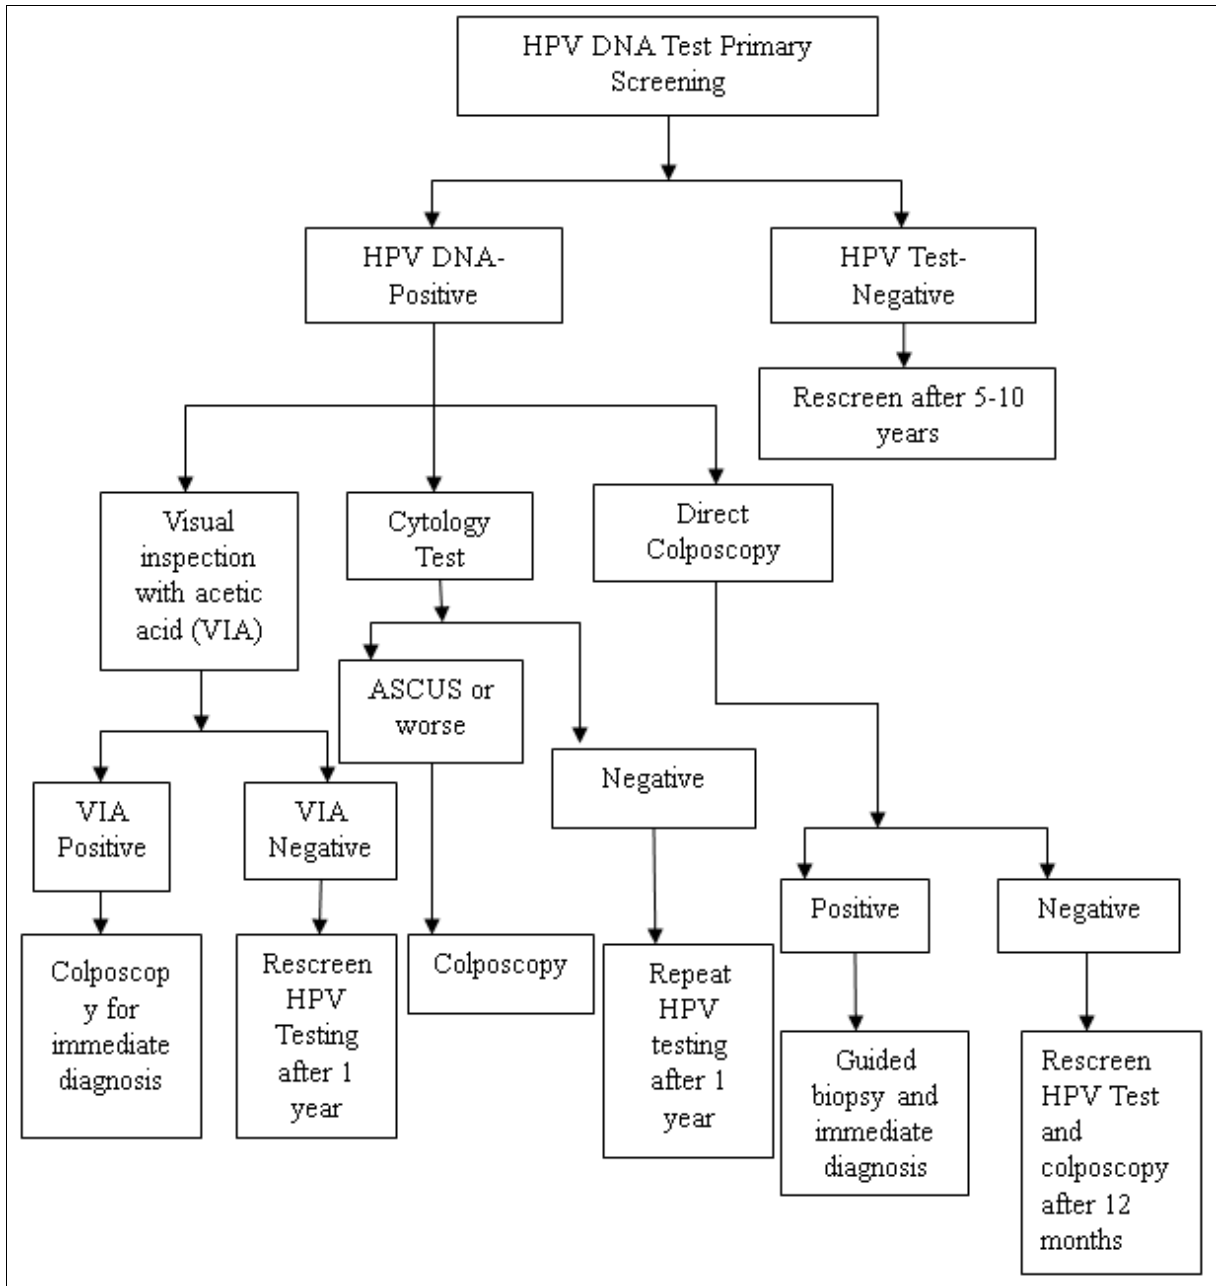 HPV DNA Test Primary
Screening
HPV DNA-
Positive
HPV Test-
Negative
Rescreen after 5-10
years
Visual
inspection
with acetic
acid (VIA)
Cytology
Test
Direct
Colposcopy
ASCUS or
worse
Negative
VIA
Positive
VIA
Negative
Positive
Negative
Colposcop
y for
immediate
diagnosis
Rescreen
HPV
Testing
after 1
year
Colposcopy
Repeat
HPV
testing
after 1
year
Guided
biopsy and
immediate
diagnosis
Rescreen
HPV Test
and
colposcopy
after 12
months